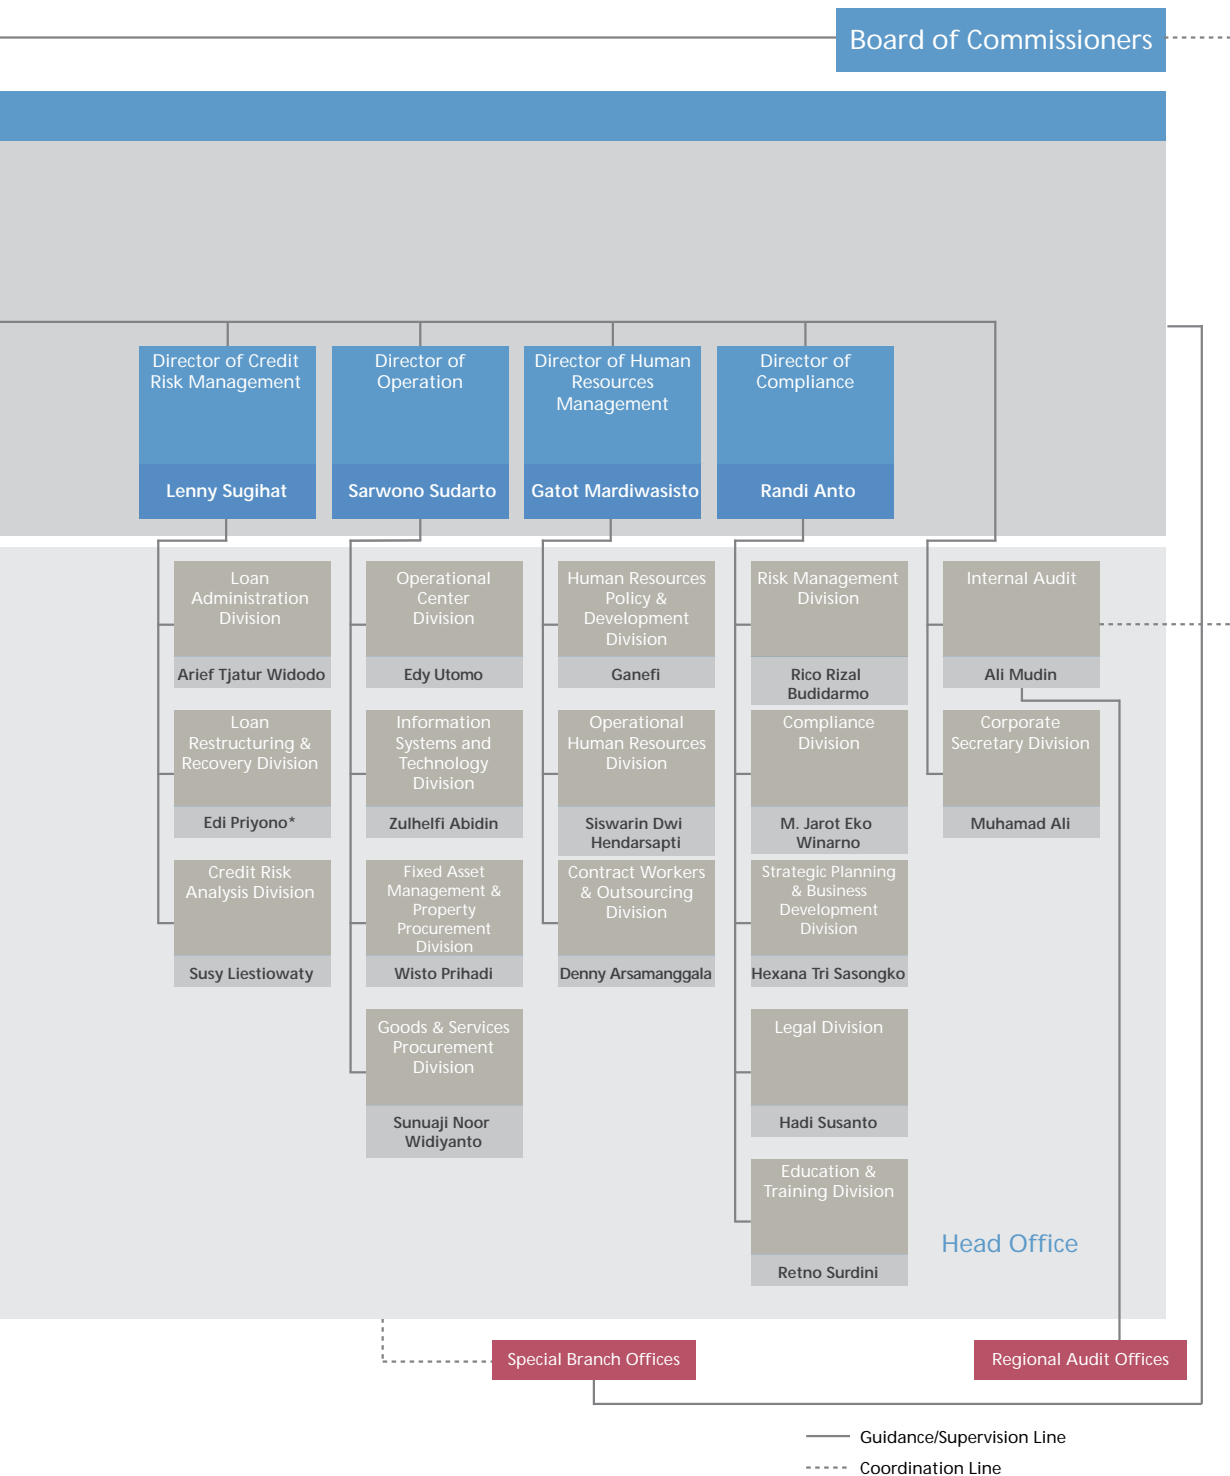 Board of Commissioners
Director of Credit
Risk Management
Lenny Sugihat
Director of
Operation
Sarwono Sudarto
Director of Human
Resources
Management
Gatot Mardiwasisto
Director of
Compliance
Randi Anto
Loan
Administration
Division
Arief Tjatur Widodo
Loan
Restructuring &
Recovery Division
Edi Priyono*
Credit Risk
Analysis Division
Susy Liestiowaty
Operational
Center
Division
Edy Utomo
Information
Systems and
Technology
Division
Zulhelfi Abidin
Fixed Asset
Management &
Property
Procurement
Division
Wisto Prihadi
Goods & Services
Procurement
Division
Sunuaji Noor
Widiyanto
Human Resources
Policy &
Development
Division
Ganefi
Operational
Human Resources
Division
Siswarin Dwi
Hendarsapti
Contract Workers
& Outsourcing
Division
Denny Arsamanggala
Risk Management
Division
Rico Rizal
Budidarmo
Compliance
Division
M. Jarot Eko
Winarno
Strategic Planning
& Business
Development
Division
Hexana Tri Sasongko
Legal Division
Hadi Susanto
Education &
Training Division
Retno Surdini
Internal Audit
Ali Mudin
Corporate
Secretary Division
Muhamad Ali
Head Office
Special Branch Offices
Regional Audit Offices
Guidance/Supervision Line
Coordination Line